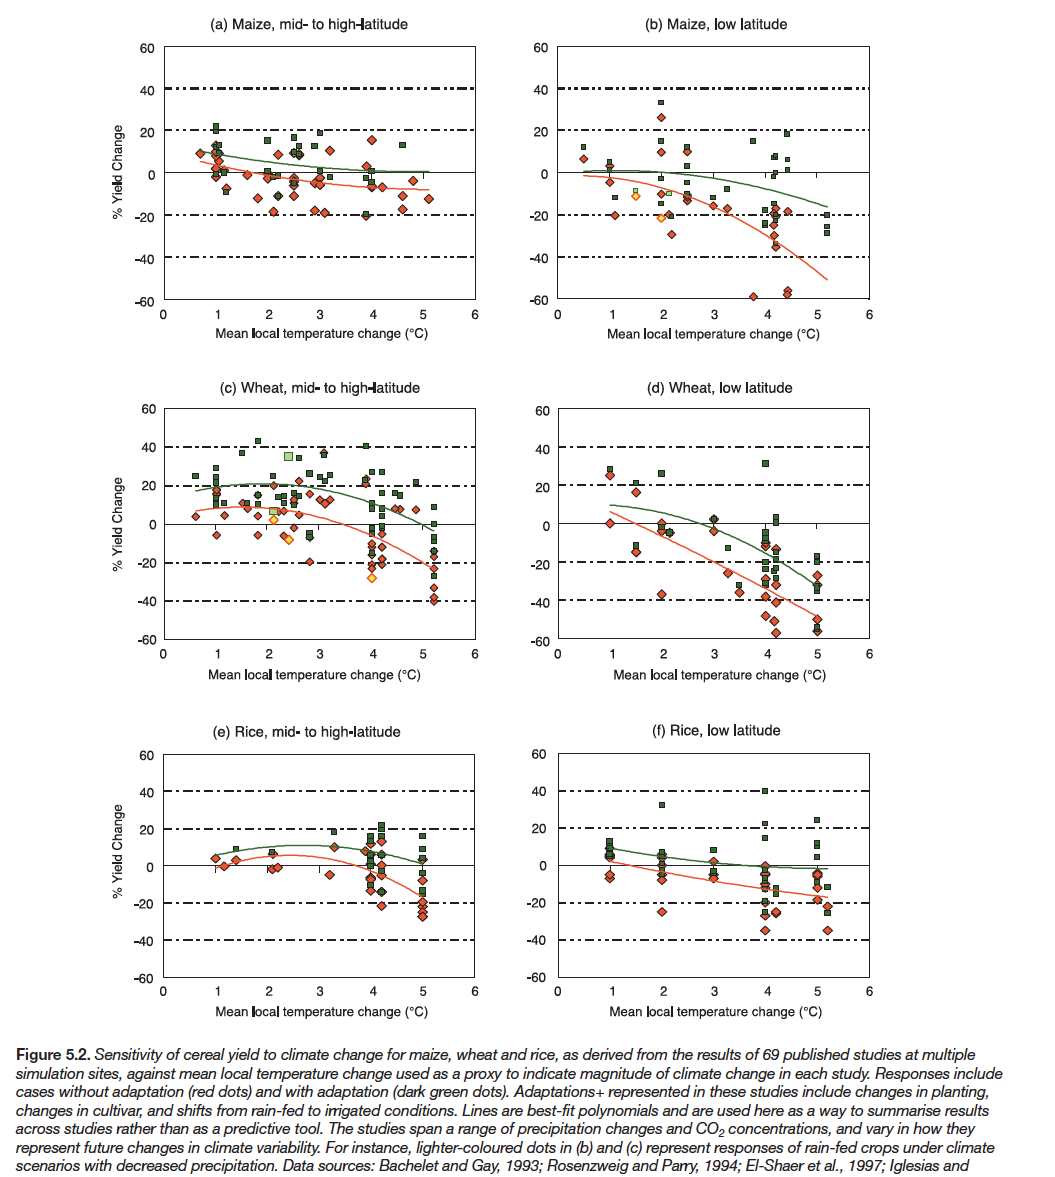 (a) Maize, mid- to high-latitude
60
40
20
0
-20
-40
-60
% Yield Change
0 1 2 3 4 5 6
Mean local temperature change (°C)
(b) Maize, low latitude
60
40
20
0
-20
-40
-60
0 1 2 3 4 5 6
Mean local temperature change (°C)
(c) Wheat, mid- to high-latitude
60
40
20
0
-20
-40
-60
% Yield Change
0 1 2 3 4 5 6
Mean local temperature change (°C)
(d) Wheat, low latitude
60
40
20
0
-20
-40
-60
0 1 2 3 4 5 6
Mean local temperature change (°C)
(e) Rice, mid- to high-latitude
60
40
20
0
-20
-40
-60
% Yield Change
0 1 2 3 4 5 6
Mean local temperature change (°C)
(f) Rice, low latitude
60
40
20
0
-20
-40
-60
0 1 2 3 4 5 6
Mean local temperature change (°C)
Figure 5.2. Sensitivity of cereal yield to climate change for maize, wheat and rice, as derived from the results of 69 published studies at multiple
simulation sites, against mean local temperature change used as a proxy to indicate magnitude of climate change in each study. Responses include
cases without adaptation (red dots) and with adaptation (dark green dots). Adaptations+ represented in these studies include changes in planting,
changes in cultivar, and shifts from rain-fed to irrigated conditions. Lines are best-fit polynomials and are used here as a way to summarise results
across studies rather than as a predictive tool. The studies span a range of precipitation changes and CO₂ concentrations, and vary in how they
represent future changes in climate variability. For instance, lighter-coloured dots in (b) and (c) represent responses of rain-fed crops under climate
scenarios with decreased precipitation. Data sources: Bachelet and Gay, 1993; Rosenzweig and Parry, 1994; El-Shaer et al., 1997; Iglesias and